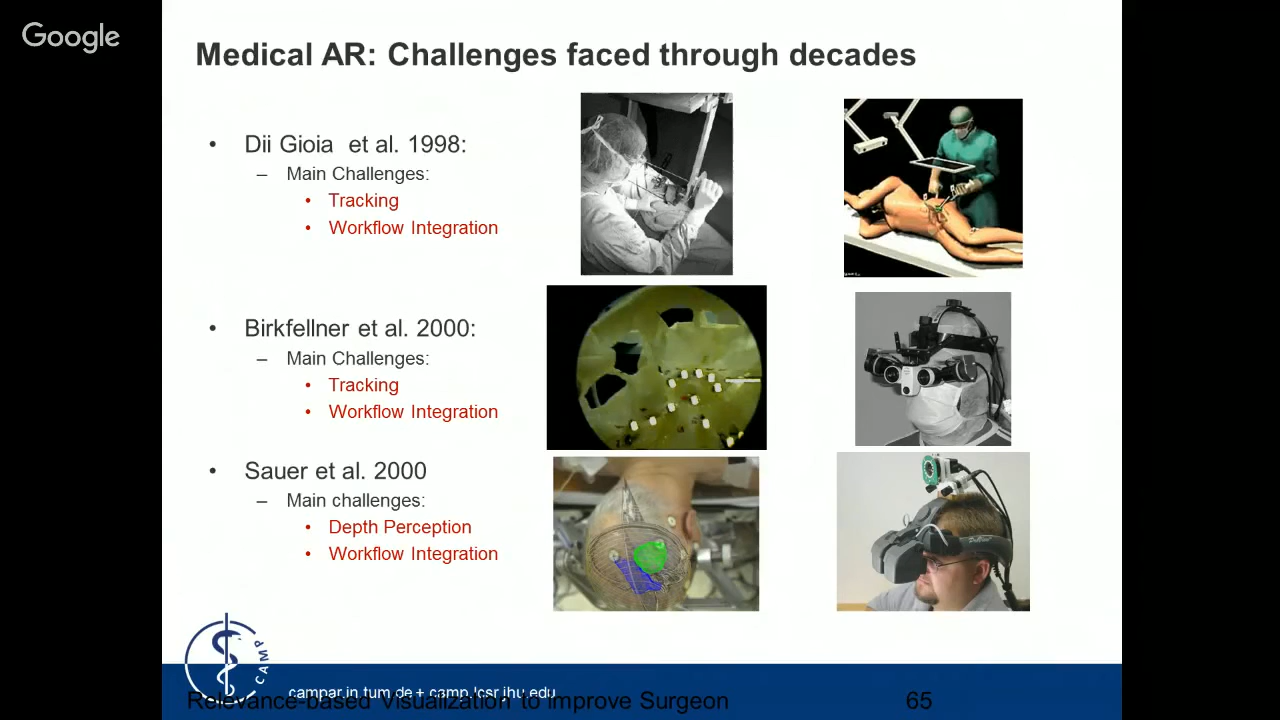 Google
Medical AR: Challenges faced through decades
• Dii Gioia et al. 1998:
– Main Challenges:
• Tracking
• Workflow Integration
• Birkfellner et al. 2000:
– Main Challenges:
• Tracking
• Workflow Integration
• Sauer et al. 2000
– Main challenges:
• Depth Perception
• Workflow Integration
CAMP
campar.in.tum.de + camp.lcsr.jhu.edu
Relevance-based Visualization to improve Surgeon
65